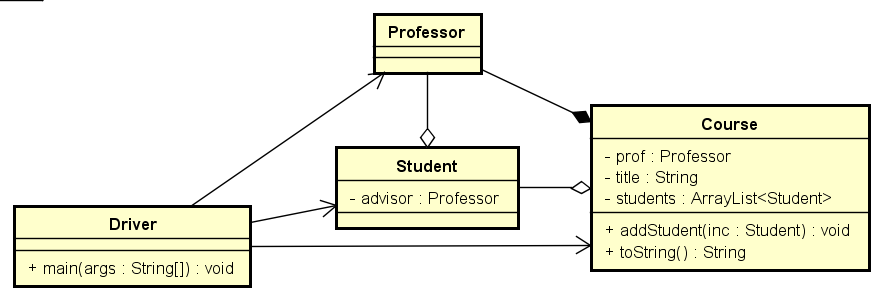 Professor
Course
- prof : Professor
- title : String
- students : ArrayList<Student>
+ addStudent(inc : Student) : void
+ toString() : String
Student
- advisor : Professor
Driver
+ main(args : String[]) : void